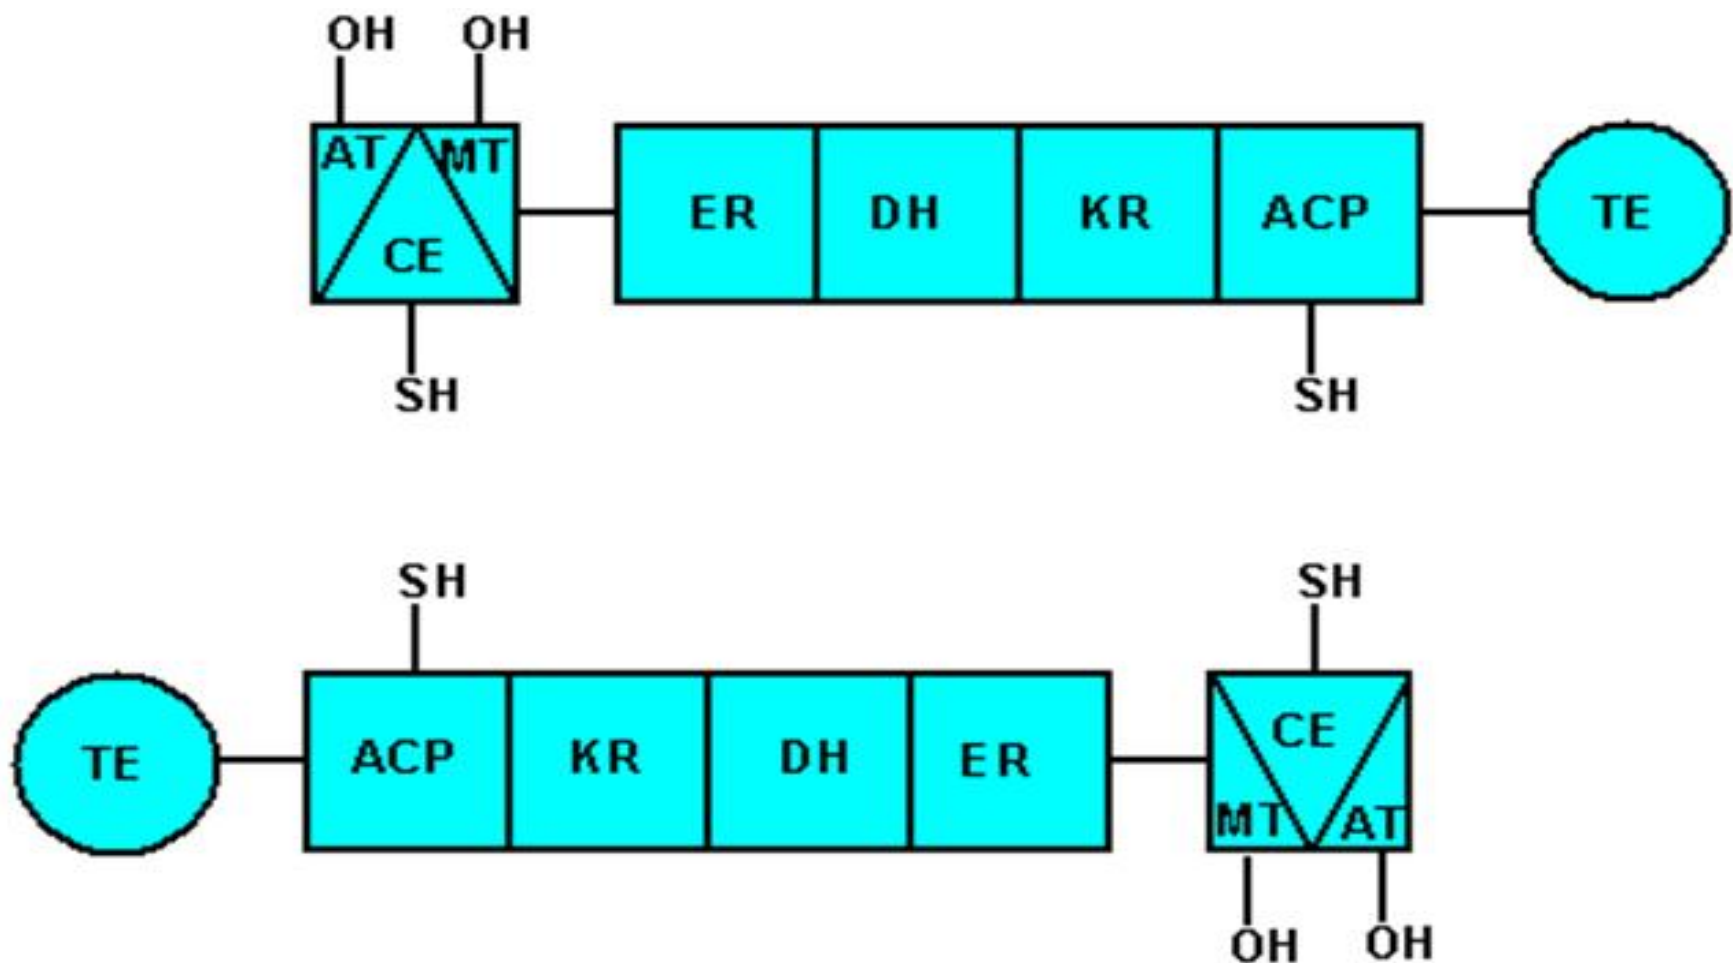 OH OH
AT MT
CE
ER DH KR ACP TE
SH SH
SH SH
TE ACP KR DH ER
CE
MT AT
OH OH